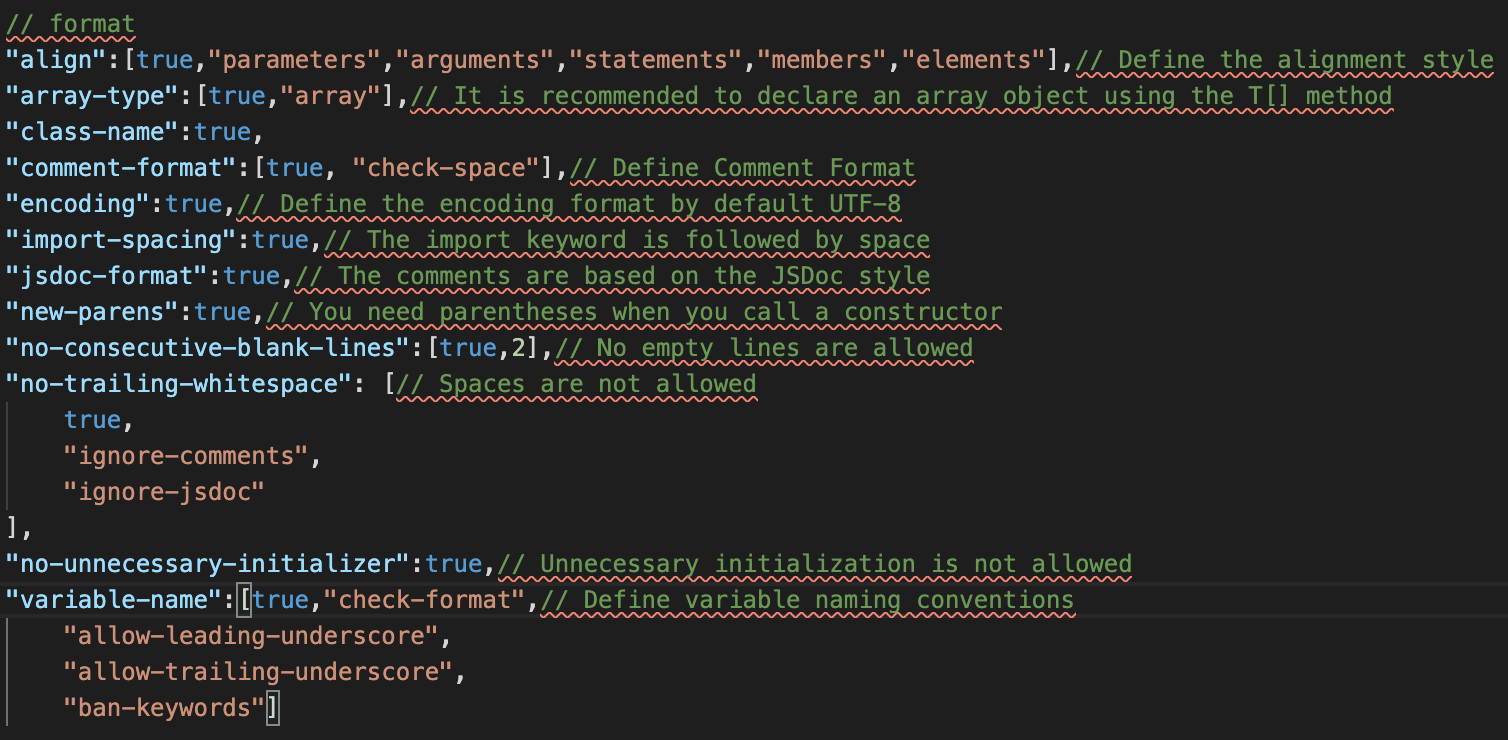 // format
"align":[true,"parameters","arguments","statements","members","elements"],// Define the alignment style
"array-type":[true,"array"],// It is recommended to declare an array object using the T[] method
"class-name":true,
"comment-format":[true, "check-space"],// Define Comment Format
"encoding":true,// Define the encoding format by default UTF-8
"import-spacing":true,// The import keyword is followed by space
"jsdoc-format":true,// The comments are based on the JSDoc style
"new-parens":true,// You need parentheses when you call a constructor
"no-consecutive-blank-lines":[true,2],// No empty lines are allowed
"no-trailing-whitespace": [// Spaces are not allowed
    true,
    "ignore-comments",
    "ignore-jsdoc"
],
"no-unnecessary-initializer":true,// Unnecessary initialization is not allowed
"variable-name":[true,"check-format",// Define variable naming conventions
    "allow-leading-underscore",
    "allow-trailing-underscore",
    "ban-keywords"]